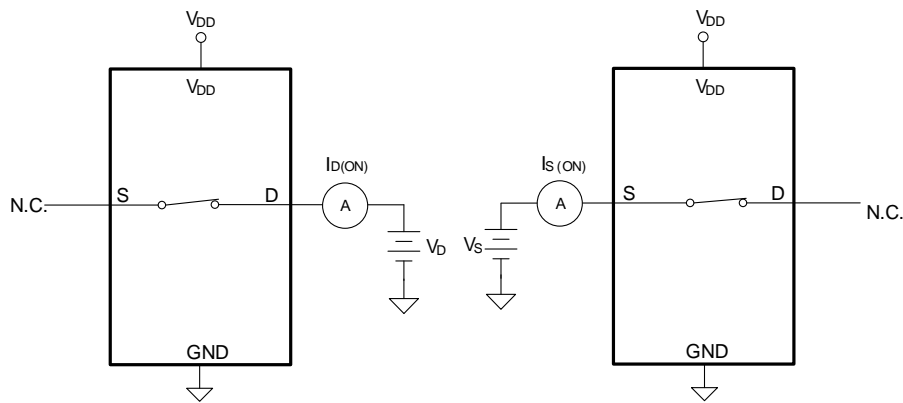 VDD VDD
VDD VDD
ID(ON) IS (ON)
S D A S D A
N.C. N.C.
VD VS
GND GND